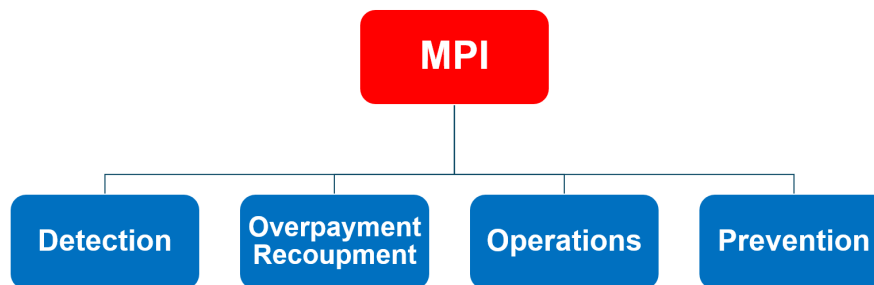 MPI
Detection
Overpayment
Recoupment
Operations
Prevention